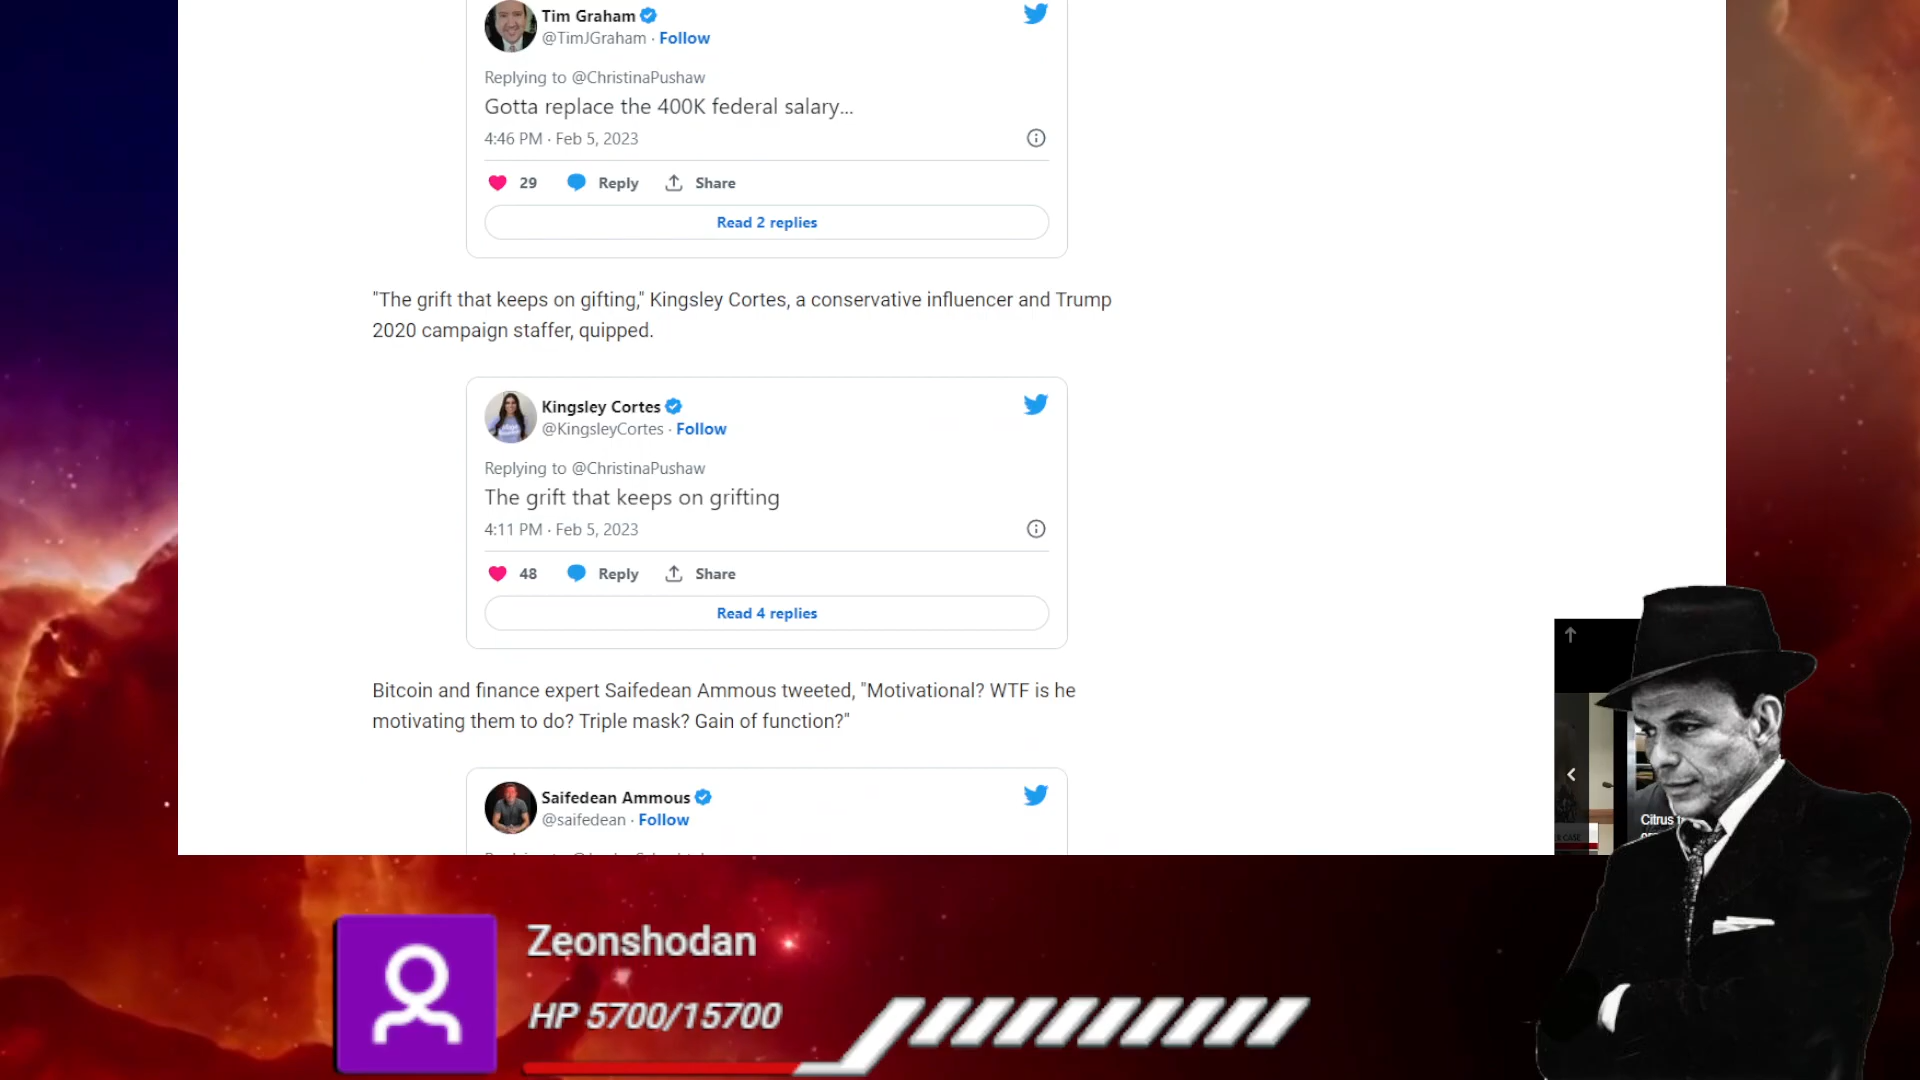 Tim Graham
@TimJGraham · Follow
Replying to @ChristinaPushaw
Gotta replace the 400K federal salary...
4:46 PM · Feb 5, 2023
29 Reply Share
Read 2 replies
"The grift that keeps on gifting," Kingsley Cortes, a conservative influencer and Trump
2020 campaign staffer, quipped.
Kingsley Cortes
@KingsleyCortes · Follow
Replying to @ChristinaPushaw
The grift that keeps on grifting
4:11 PM · Feb 5, 2023
48 Reply Share
Read 4 replies
Bitcoin and finance expert Saifedean Ammous tweeted, "Motivational? WTF is he
motivating them to do? Triple mask? Gain of function?"
Saifedean Ammous
@saifedean · Follow
Citrus
Zeonshodan
HP 5700/15700